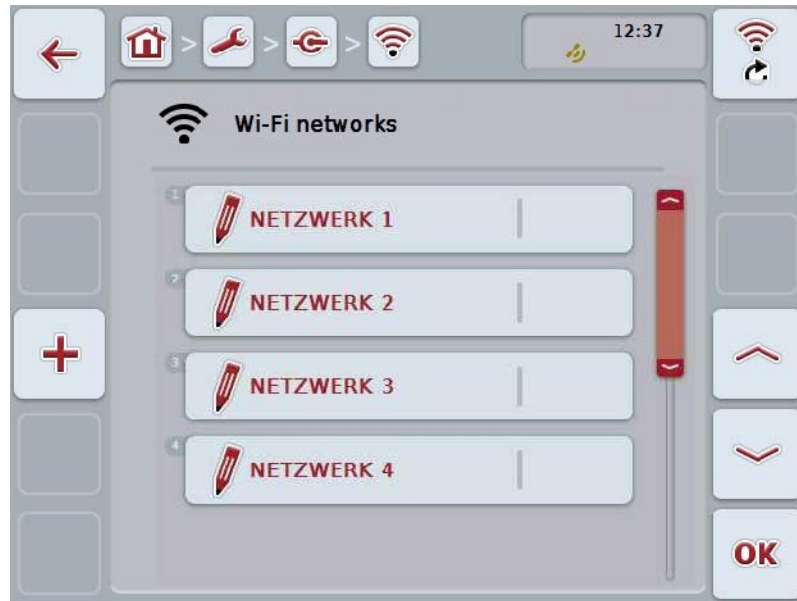 > > >
12:37
Wi-Fi networks
1
NETZWERK 1
2
NETZWERK 2
3
NETZWERK 3
4
NETZWERK 4
OK